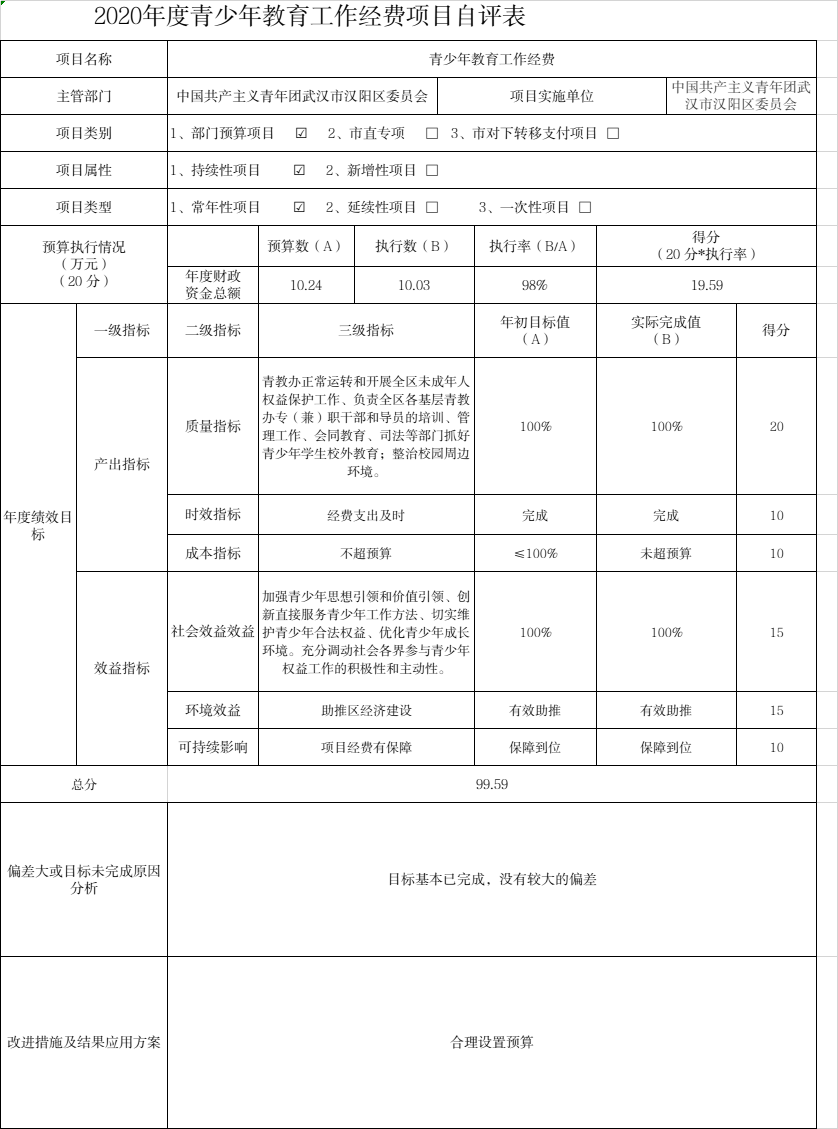 2020年度青少年教育工作经费项目自评表
项目名称 青少年教育工作经费
主管部门 中国共产主义青年团武汉市汉阳区委员会 项目实施单位 中国共产主义青年团武
汉市汉阳区委员会
项目类别 1、部门预算项目 ☑ 2、市直专项 □ 3、市对下转移支付项目 □
项目属性 1、持续性项目 ☑ 2、新增性项目 □
项目类型 1、常年性项目 ☑ 2、延续性项目 □ 3、一次性项目 □
预算执行情况
（万元）
（20分）
预算数（A） 执行数（B） 执行率（B/A） 得分
（20分*执行率）
年度财政
资金总额
10.24 10.03 98% 19.59
年度绩效目
标
一级指标 二级指标 三级指标 年初目标值
（A）
实际完成值
（B）
得分
产出指标
质量指标
青教办正常运转和开展全区未成年人
权益保护工作、负责全区各基层青教
办专（兼）职干部和导员的培训、管
理工作、会同教育、司法等部门抓好
青少年学生校外教育；整治校园周边
环境。
100% 100% 20
时效指标 经费支出及时 完成 完成 10
成本指标 不超预算 ≤100% 未超预算 10
效益指标
社会效益效益
加强青少年思想引领和价值引领、创
新直接服务青少年工作方法、切实维
护青少年合法权益、优化青少年成长
环境。充分调动社会各界参与青少年
权益工作的积极性和主动性。
100% 100% 15
环境效益 助推区经济建设 有效助推 有效助推 15
可持续影响 项目经费有保障 保障到位 保障到位 10
总分 99.59
偏差大或目标未完成原因
分析
目标基本已完成，没有较大的偏差
改进措施及结果应用方案 合理设置预算